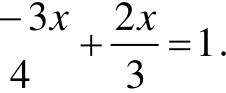 -3x/4 + 2x/3 = 1.